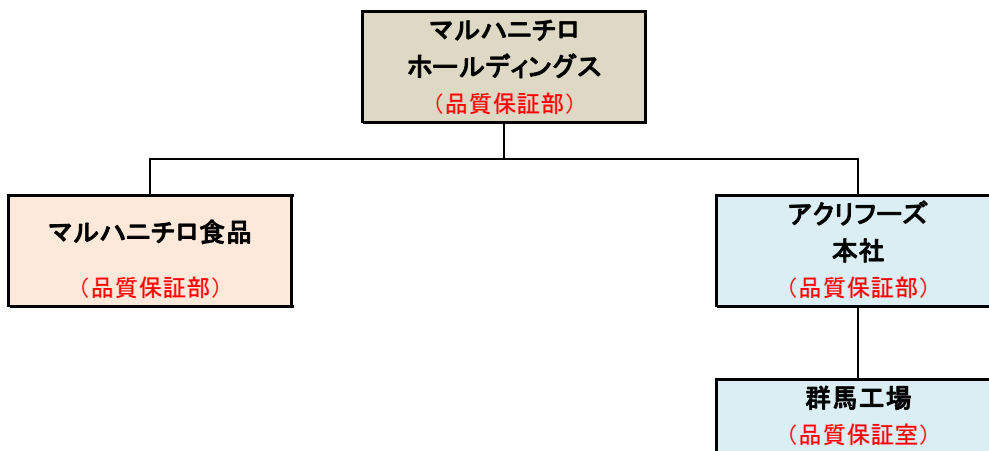 マルハニチロ
ホールディングス
（品質保証部）
マルハニチロ食品
（品質保証部）
アクリフーズ
本社
（品質保証部）
群馬工場
（品質保証室）